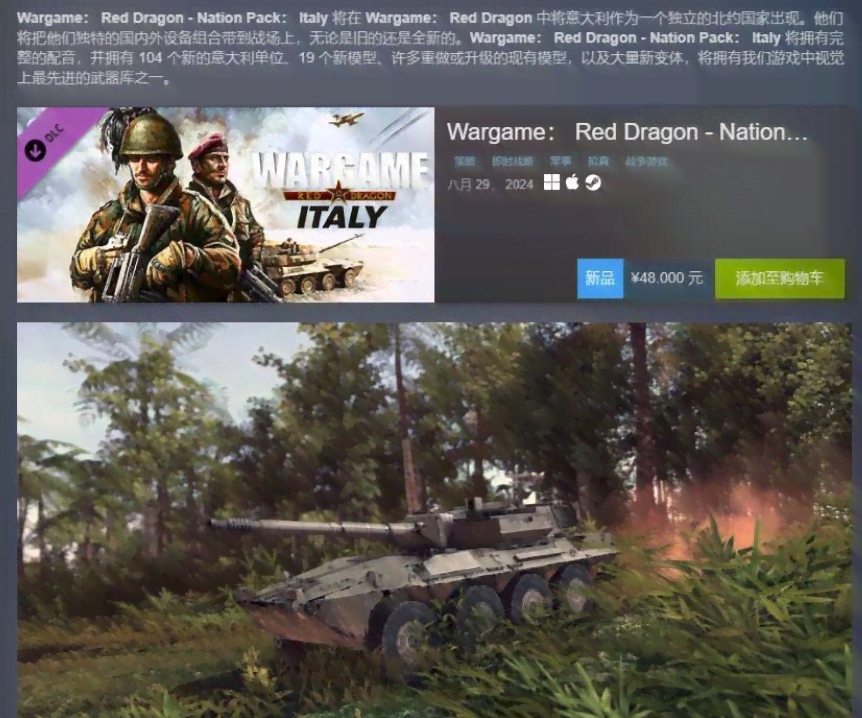 Wargame： Red Dragon - Nation Pack： Italy 将在 Wargame： Red Dragon 中将意大利作为一个独立的北约国家出现。他们
将把他们独特的国内外设备组合带到战场上，无论是旧的还是全新的。Wargame： Red Dragon - Nation Pack： Italy 将拥有完
整的配音，并拥有 104 个新的意大利单位、19 个新模型、许多重做或升级的现有模型，以及大量新变体，将拥有我们游戏中视觉
上最先进的武器库之一。
DLC
WARGAME
RED DRAGON
ITALY
Wargame： Red Dragon - Nation…
策略 即时战略 军事 拟真 战争游戏
八月 29， 2024
新品 ¥48.000 元 添加至购物车